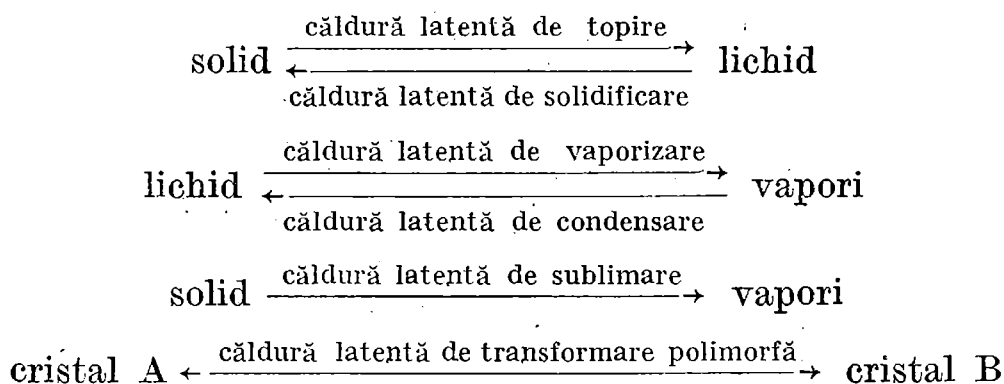 căldură latentă de topire
solid ⇄ lichid
căldură latentă de solidificare
căldură latentă de vaporizare
lichid ⇄ vapori
căldură latentă de condensare
căldură latentă de sublimare
solid → vapori
căldură latentă de transformare polimorfă
cristal A ↔ cristal B